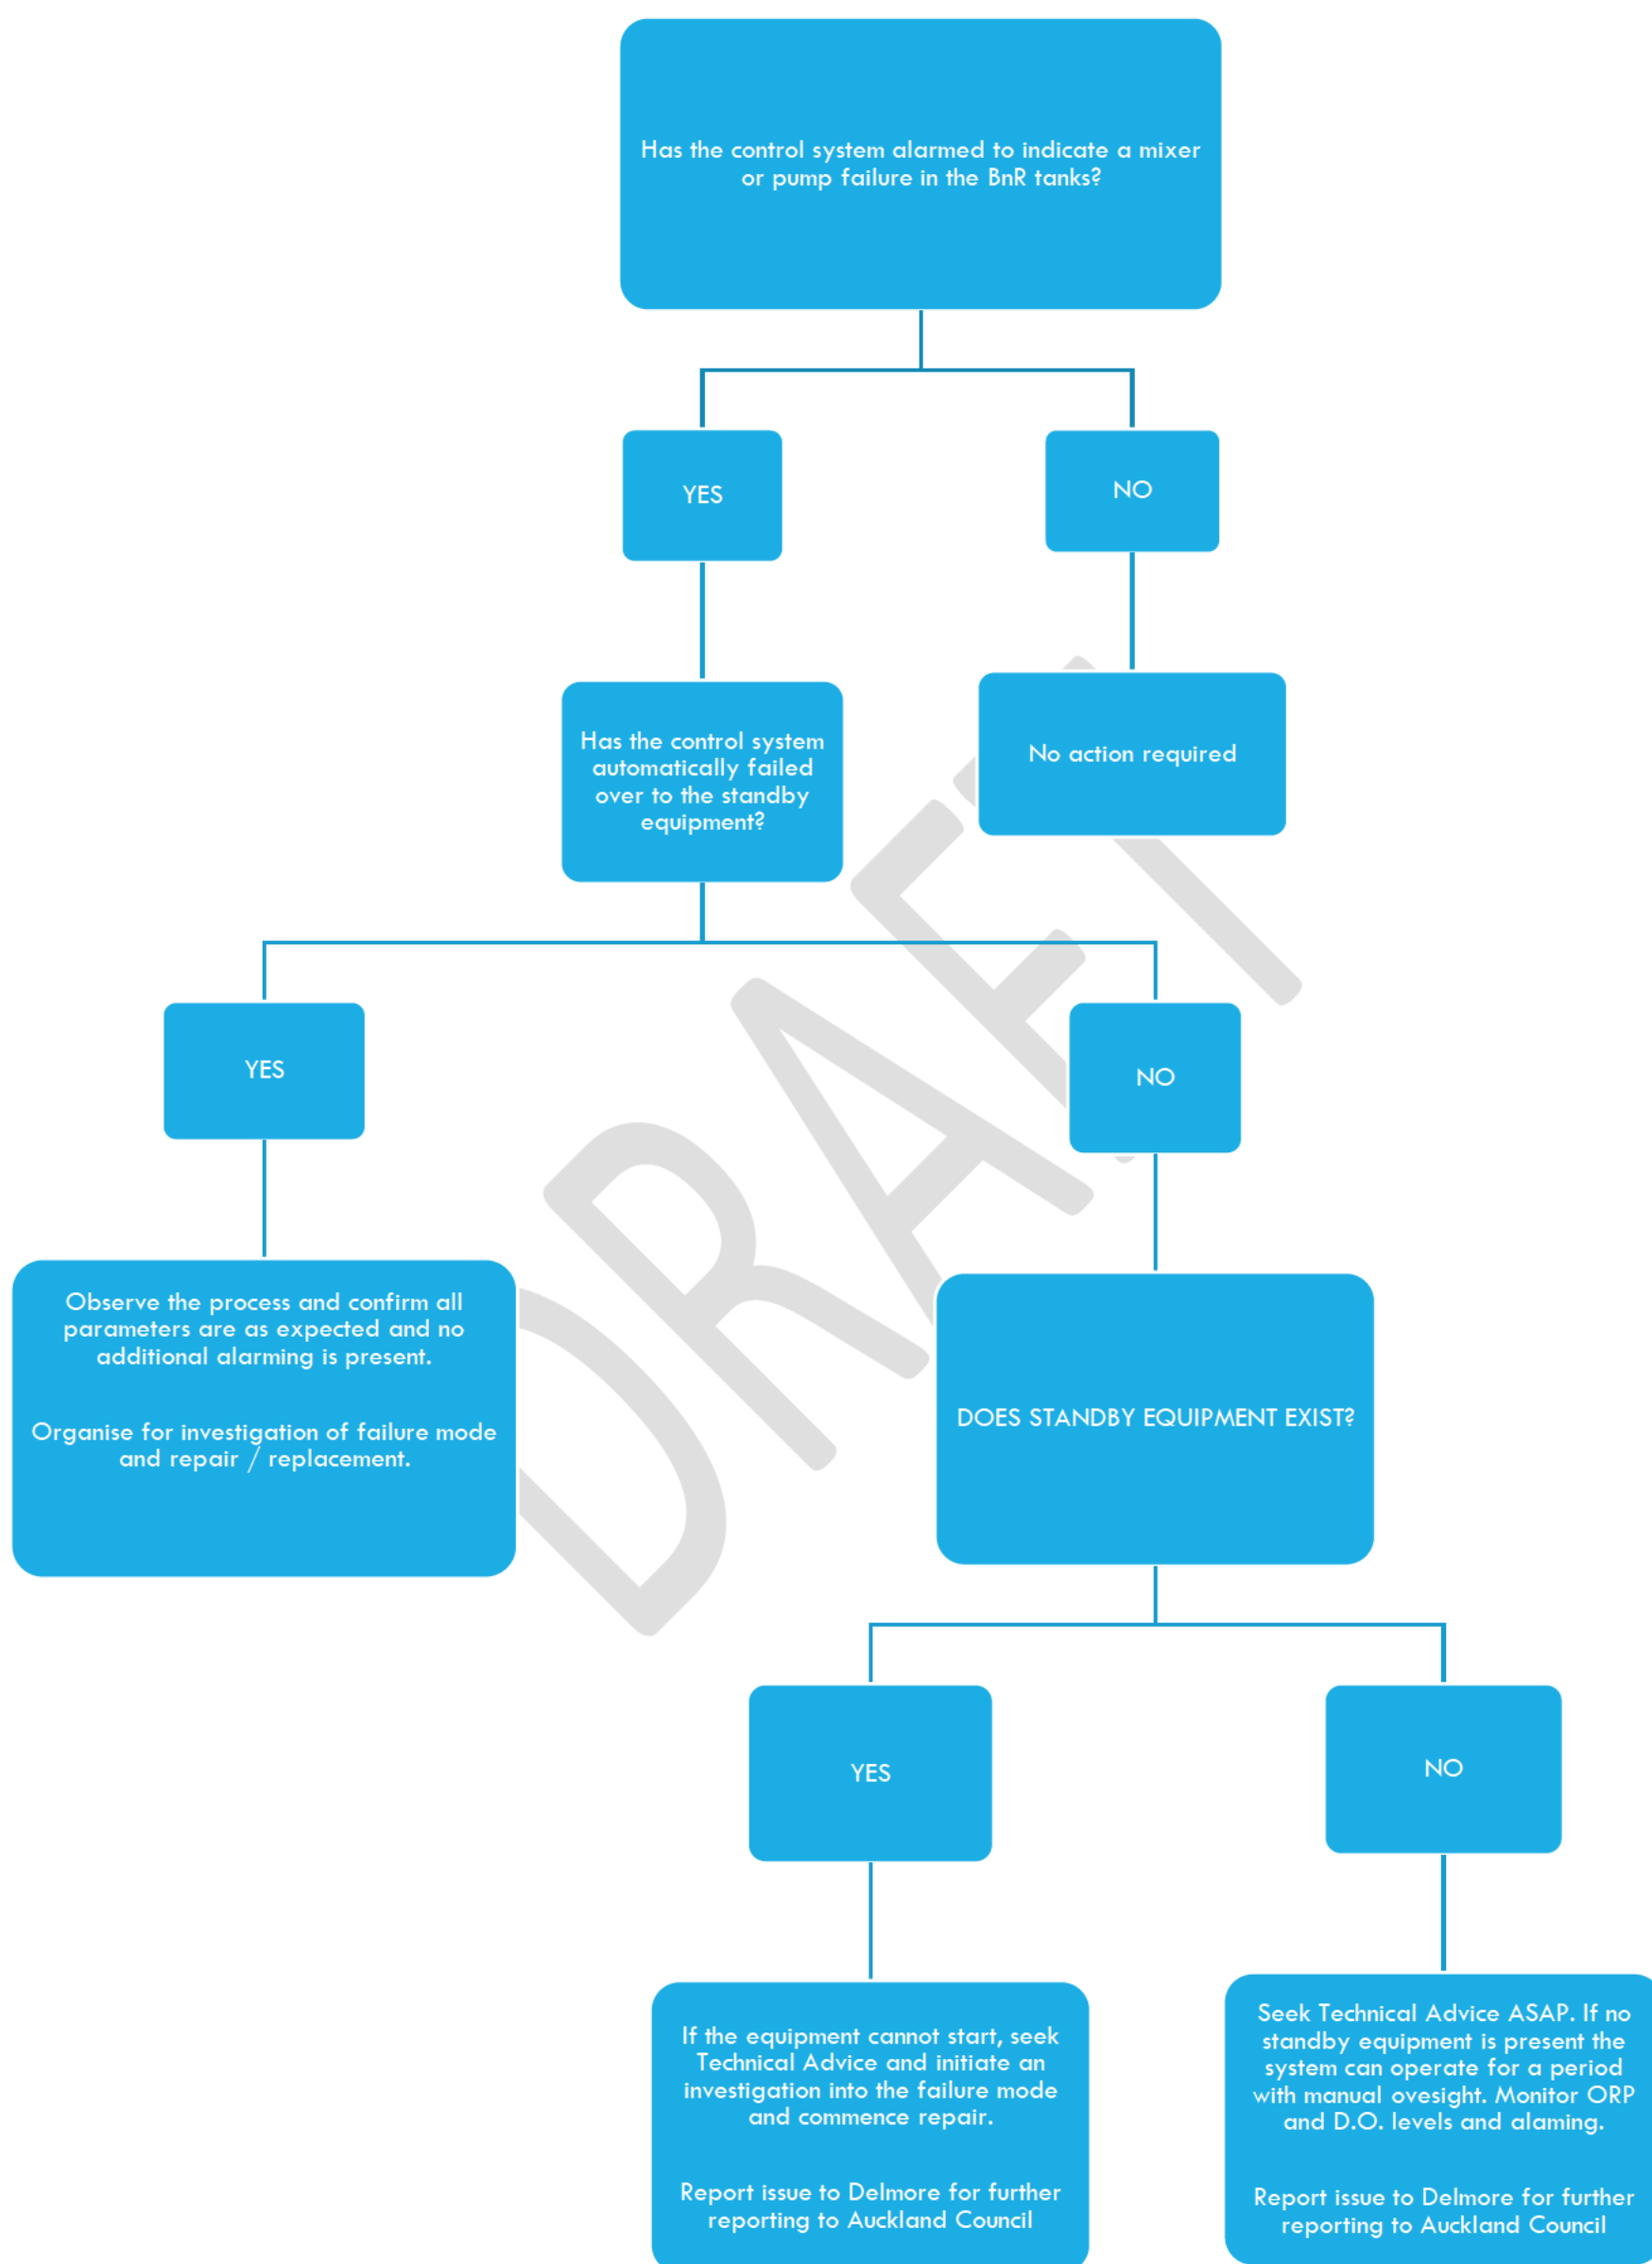 Has the control system alarmed to indicate a mixer
or pump failure in the BnR tanks?
YES
NO
Has the control system
automatically failed
over to the standby
equipment?
No action required
YES
NO
Observe the process and confirm all
parameters are as expected and no
additional alarming is present.
Organise for investigation of failure mode
and repair / replacement.
DOES STANDBY EQUIPMENT EXIST?
YES
NO
If the equipment cannot start, seek
Technical Advice and initiate an
investigation into the failure mode
and commence repair.
Report issue to Delmore for further
reporting to Auckland Council
Seek Technical Advice ASAP. If no
standby equipment is present the
system can operate for a period
with manual ovesight. Monitor ORP
and D.O. levels and alaming.
Report issue to Delmore for further
reporting to Auckland Council
DRAFT